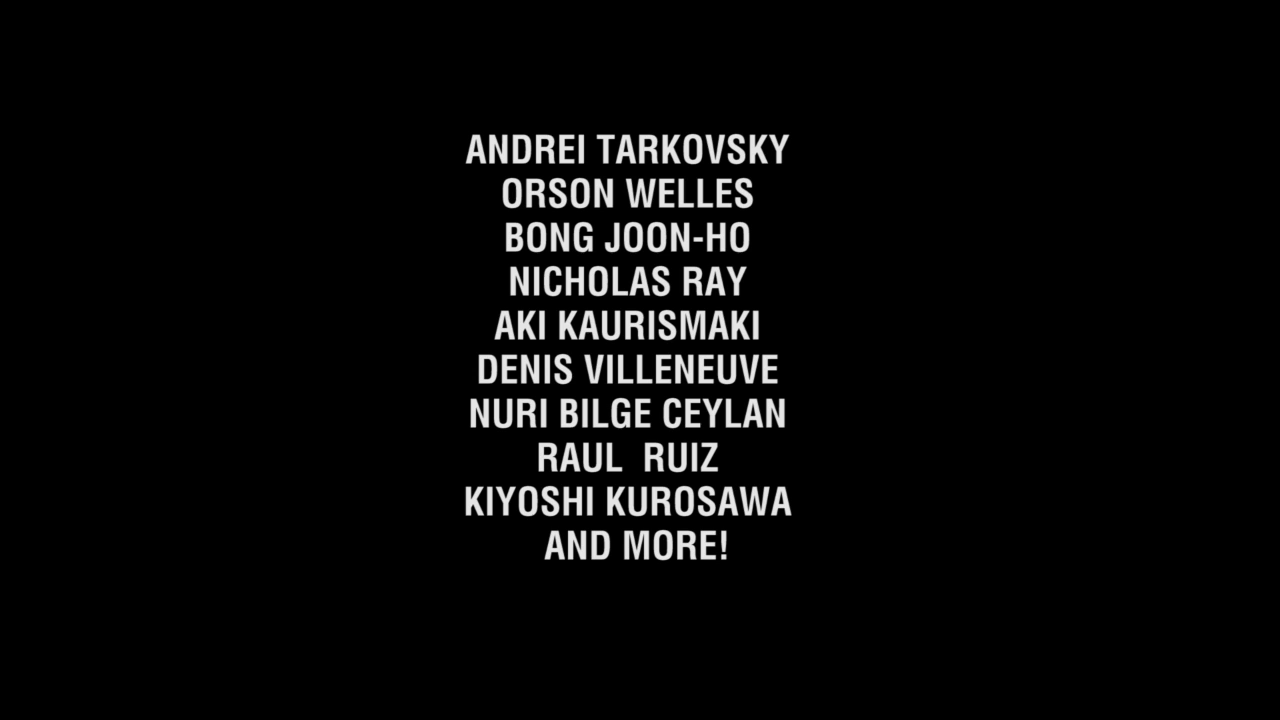 ANDREI TARKOVSKY
ORSON WELLES
BONG JOON-HO
NICHOLAS RAY
AKI KAURISMAKI
DENIS VILLENEUVE
NURI BILGE CEYLAN
RAUL  RUIZ
KIYOSHI KUROSAWA
AND MORE!